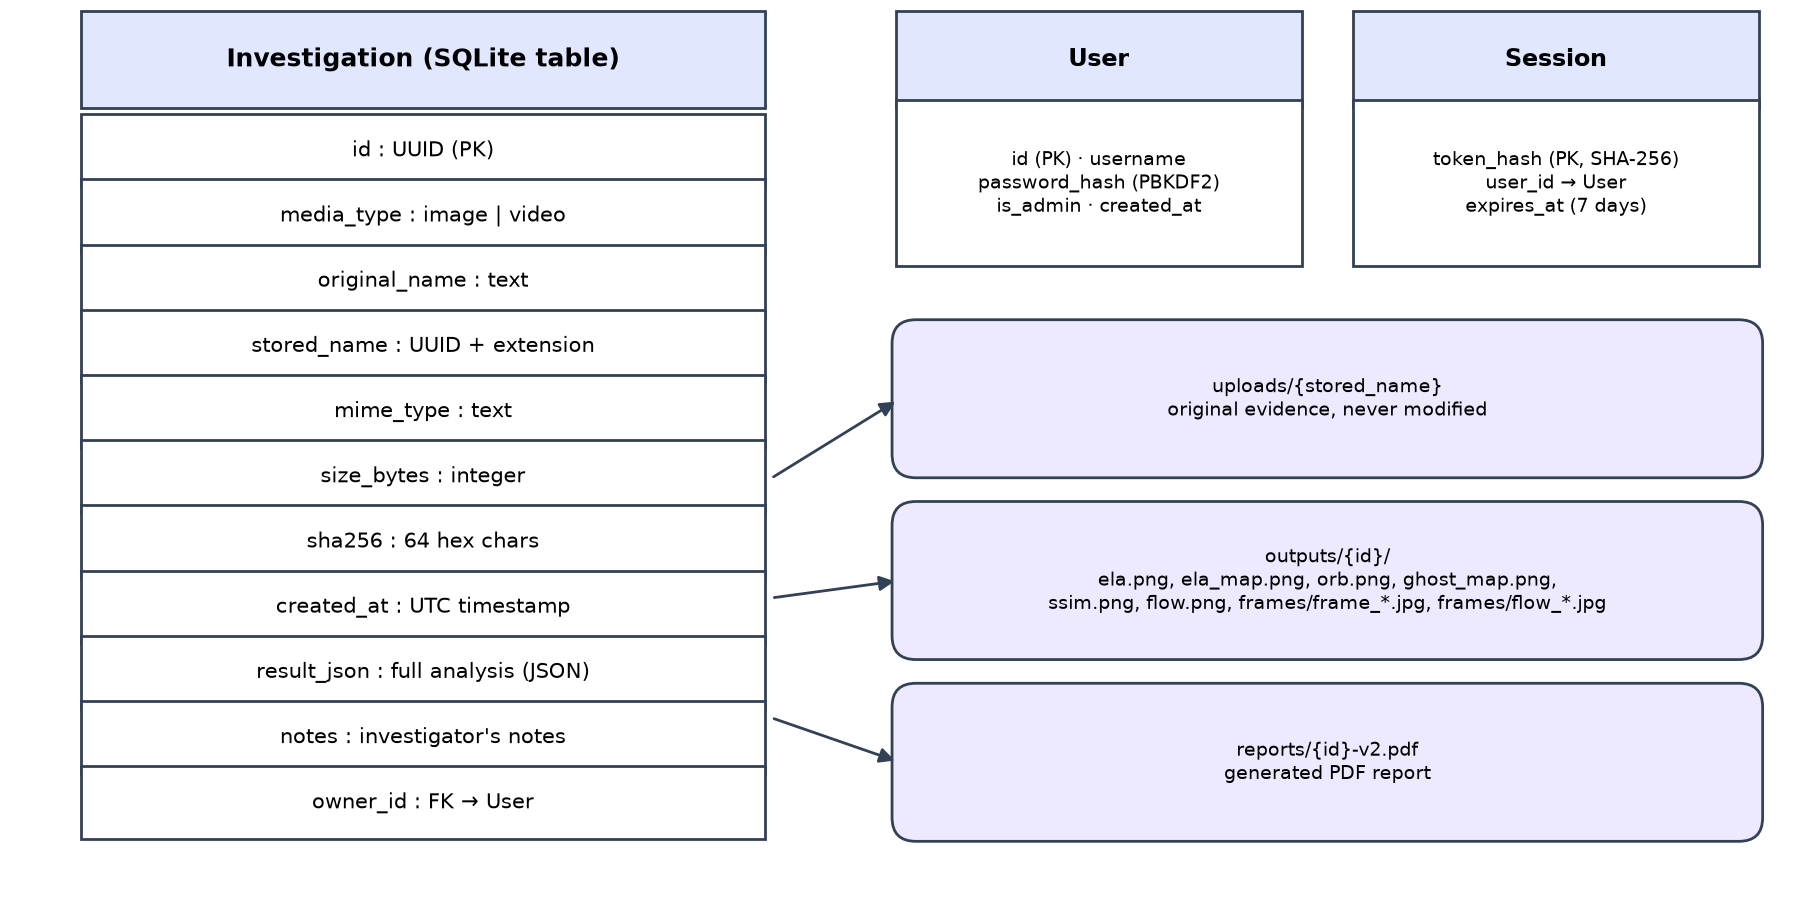 Investigation (SQLite table)
id : UUID (PK)
media_type : image | video
original_name : text
stored_name : UUID + extension
mime_type : text
size_bytes : integer
sha256 : 64 hex chars
created_at : UTC timestamp
result_json : full analysis (JSON)
notes : investigator's notes
owner_id : FK → User
User
id (PK) · username
password_hash (PBKDF2)
is_admin · created_at
Session
token_hash (PK, SHA-256)
user_id → User
expires_at (7 days)
uploads/{stored_name}
original evidence, never modified
outputs/{id}/
ela.png, ela_map.png, orb.png, ghost_map.png,
ssim.png, flow.png, frames/frame_*.jpg, frames/flow_*.jpg
reports/{id}-v2.pdf
generated PDF report